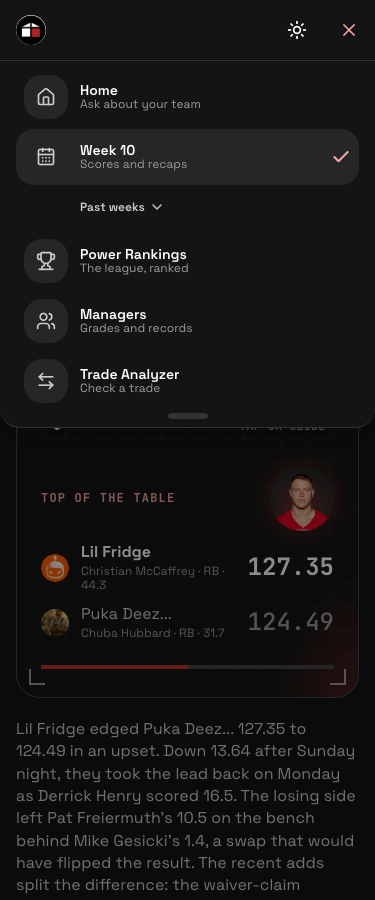 Home
Ask about your team
Week 10
Scores and recaps
Past weeks
Power Rankings
The league, ranked
Managers
Grades and records
Trade Analyzer
Check a trade
TOP OF THE TABLE
Lil Fridge
Christian McCaffrey · RB ·
44.3
127.35
Puka Deez...
Chuba Hubbard · RB · 31.7
124.49
Lil Fridge edged Puka Deez... 127.35 to
124.49 in an upset. Down 13.64 after Sunday
night, they took the lead back on Monday
as Derrick Henry scored 16.5. The losing side
left Pat Freiermuth's 10.5 on the bench
behind Mike Gesicki's 1.4, a swap that would
have flipped the result. The recent adds
split the difference: the waiver-claim